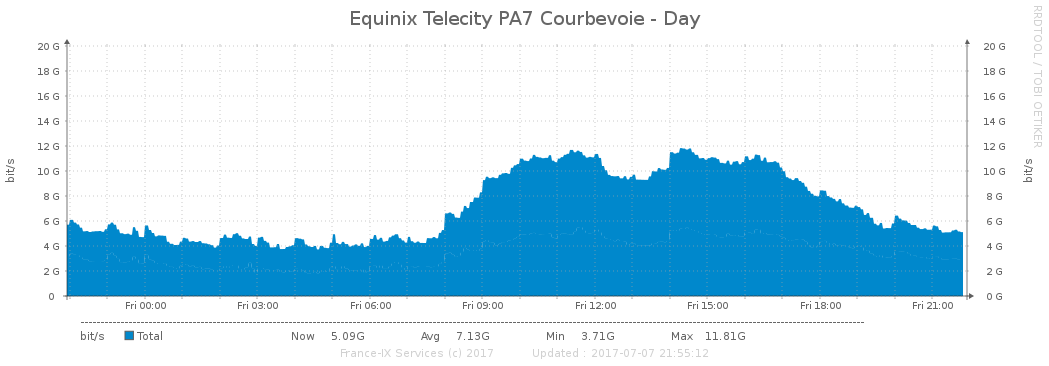 Equinix Telecity PA7 Courbevoie - Day
RRDTOOL / TOBI OETIKER
20 G 20 G
18 G 18 G
16 G 16 G
14 G 14 G
12 G 12 G
10 G 10 G
8 G 8 G
6 G 6 G
4 G 4 G
2 G 2 G
0 0 G
bit/s
bit/s
Fri 00:00 Fri 03:00 Fri 06:00 Fri 09:00 Fri 12:00 Fri 15:00 Fri 18:00 Fri 21:00
bit/s Total Now 5.09G Avg 7.13G Min 3.71G Max 11.81G
France-IX Services (c) 2017 Updated : 2017-07-07 21:55:12